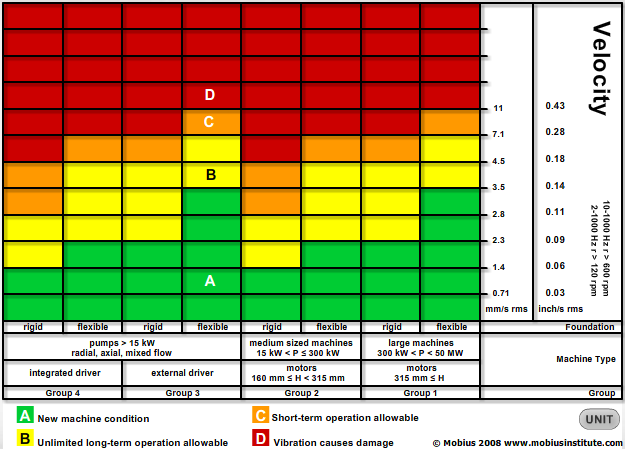 Velocity
10-1000 Hz r > 600 rpm
2-1000 Hz r > 120 rpm
D
C
B
A
11 0.43
7.1 0.28
4.5 0.18
3.5 0.14
2.8 0.11
2.3 0.09
1.4 0.06
0.71 0.03
mm/s rms inch/s rms
rigid flexible rigid flexible rigid flexible rigid flexible Foundation
pumps > 15 kW
radial, axial, mixed flow
medium sized machines
15 kW < P ≤ 300 kW
large machines
300 kW < P < 50 MW
Machine Type
integrated driver
external driver
motors
160 mm ≤ H < 315 mm
motors
315 mm ≤ H
Group 4 Group 3 Group 2 Group 1 Group
A New machine condition
B Unlimited long-term operation allowable
C Short-term operation allowable
D Vibration causes damage
UNIT
© Mobius 2008 www.mobiusinstitute.com